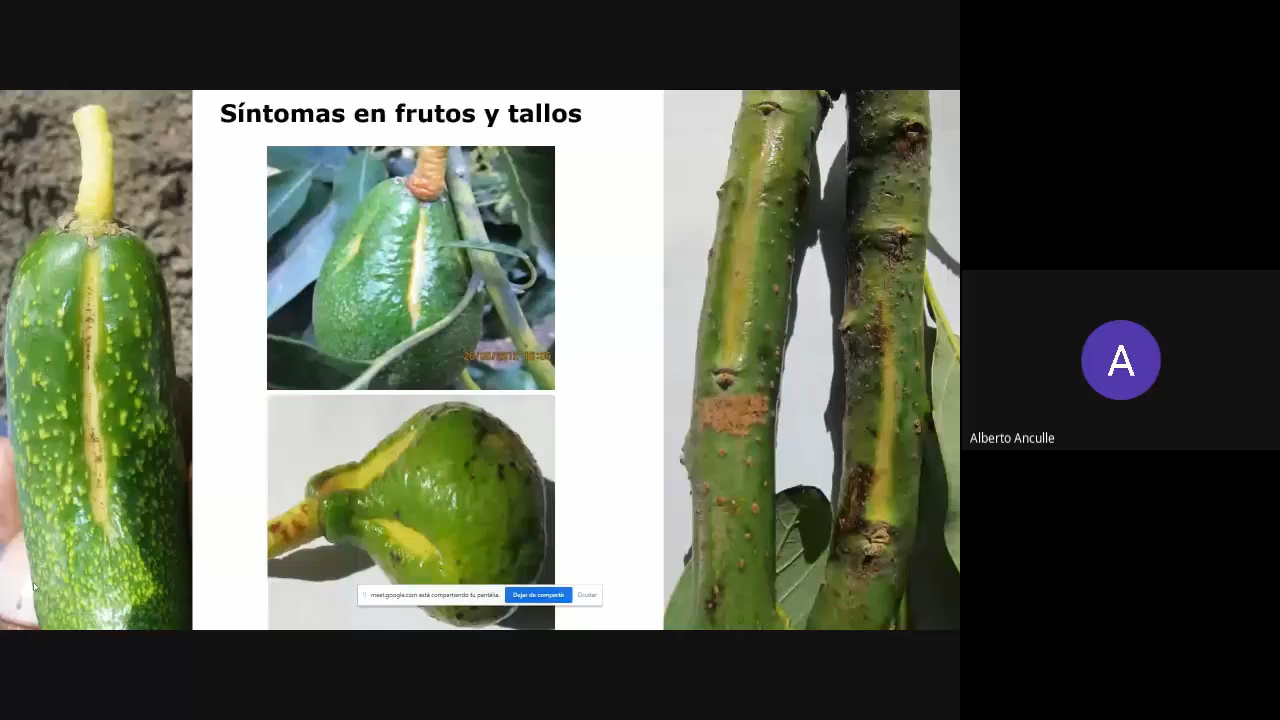 Síntomas en frutos y tallos
meet.google.com está compartiendo tu pantalla.
Dejar de compartir
Ocultar
A
Alberto Anculle